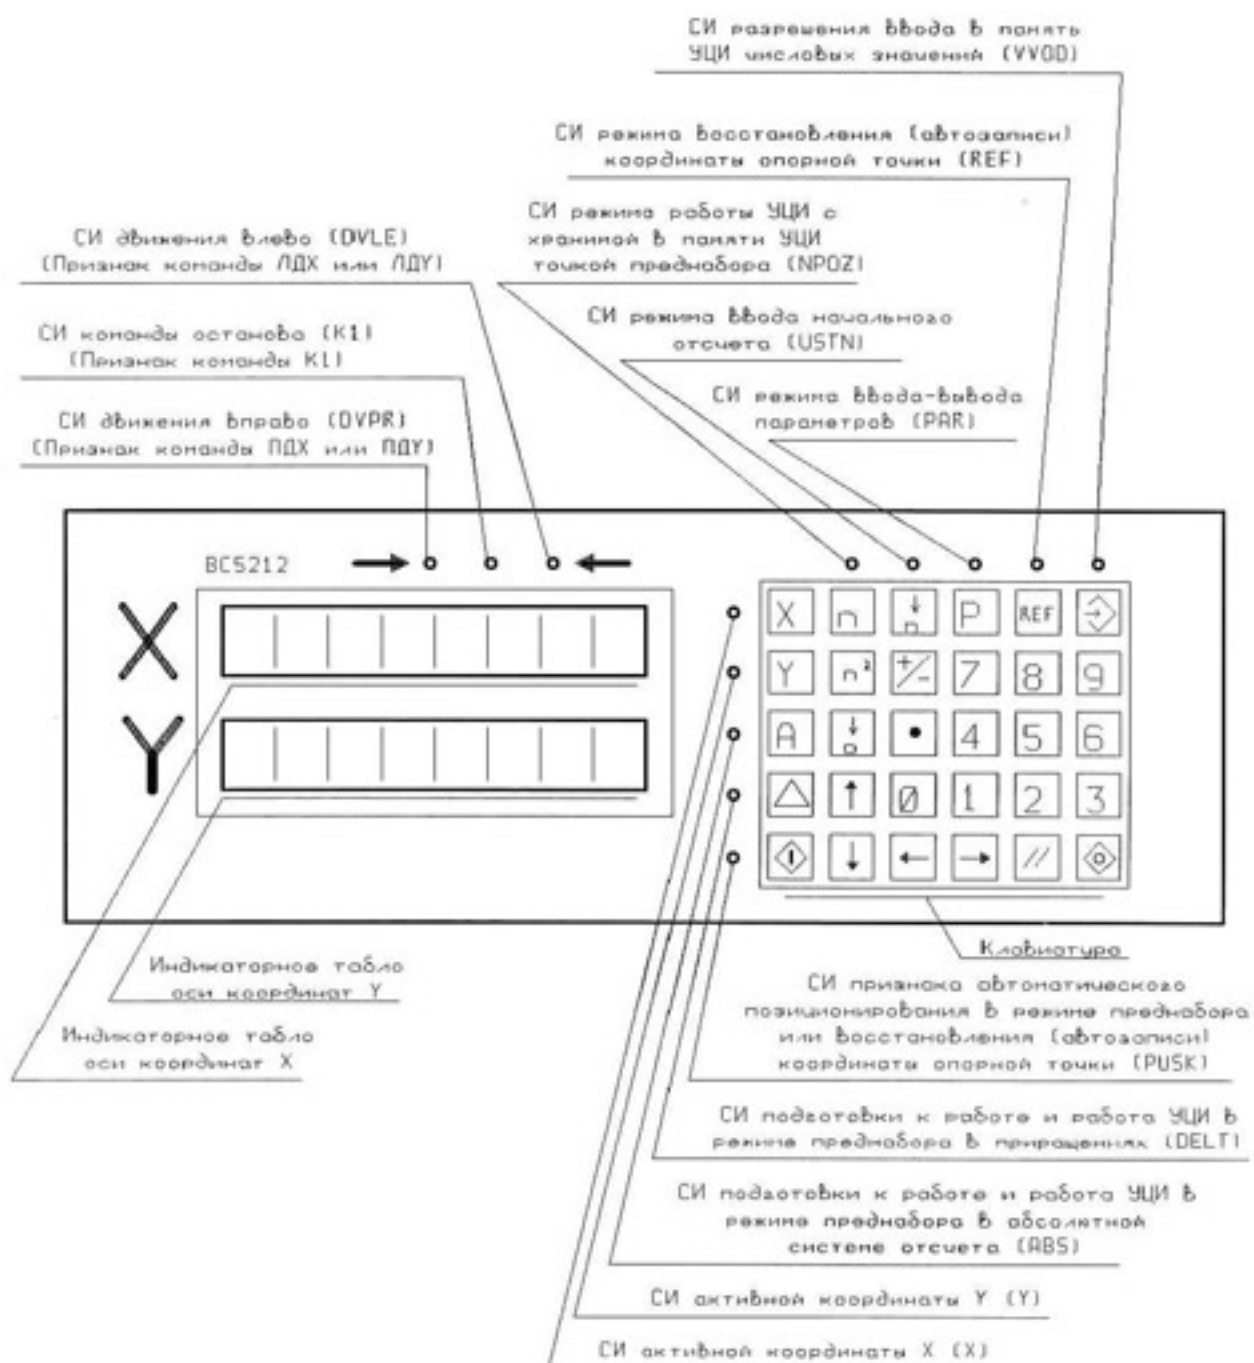 СИ разрешения ввода в память
УЦИ числовых значений (VVOD)
СИ режима восстановления (автозаписи)
координаты опорной точки (REF)
СИ режима работы УЦИ с
хранимой в памяти УЦИ
точкой преднабора (NPOZ)
СИ движения влево (DVLE)
(Признак команды ЛДХ или ЛДY)
СИ режима ввода начального
отсчета (USTN)
СИ команды останова (K1)
(Признак команды K1)
СИ режима ввода-вывода
параметров (PAR)
СИ движения вправо (DVPR)
(Признак команды ПДХ или ПДY)
BC5212
X
Y
X n ↓n P REF
Y n² +/- 7 8 9
A ↓o • 4 5 6
△ ↑ 0 1 2 3
↓ ← → //
Клавиатура
Индикаторное табло
оси координат Y
Индикаторное табло
оси координат X
СИ признака автоматического
позиционирования в режиме преднабора
или восстановления (автозаписи)
координаты опорной точки (PUSK)
СИ подготовки к работе и работа УЦИ в
режиме преднабора в приращениях (DELT)
СИ подготовки к работе и работа УЦИ в
режиме преднабора в абсолютной
системе отсчета (ABS)
СИ активной координаты Y (Y)
СИ активной координаты X (X)